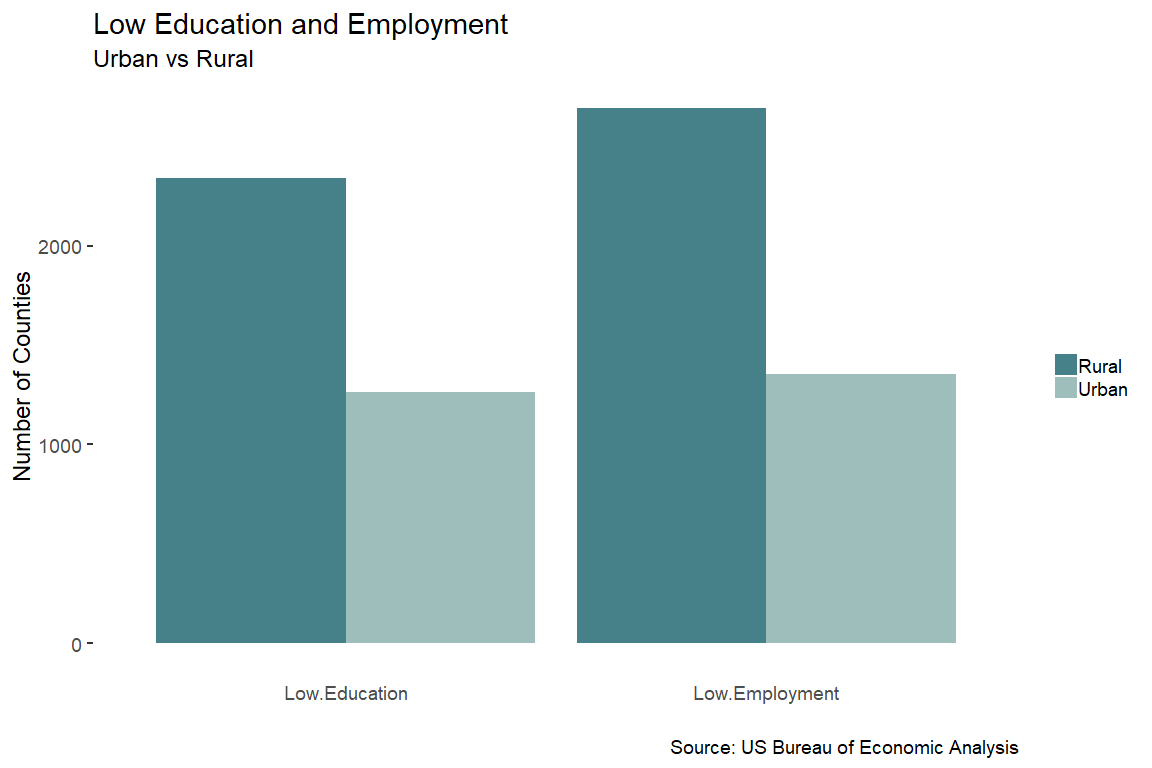 Low Education and Employment
Urban vs Rural
Number of Counties
2000
1000
0
Low.Education
Low.Employment
Rural
Urban
Source: US Bureau of Economic Analysis